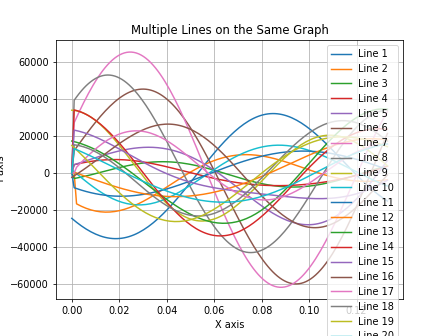 Multiple Lines on the Same Graph
60000
40000
20000
0
−20000
−40000
−60000
0.00
0.02
0.04
0.06
0.08
0.10
X axis
Line 1
Line 2
Line 3
Line 4
Line 5
Line 6
Line 7
Line 8
Line 9
Line 10
Line 11
Line 12
Line 13
Line 14
Line 15
Line 16
Line 17
Line 18
Line 19
Line 20